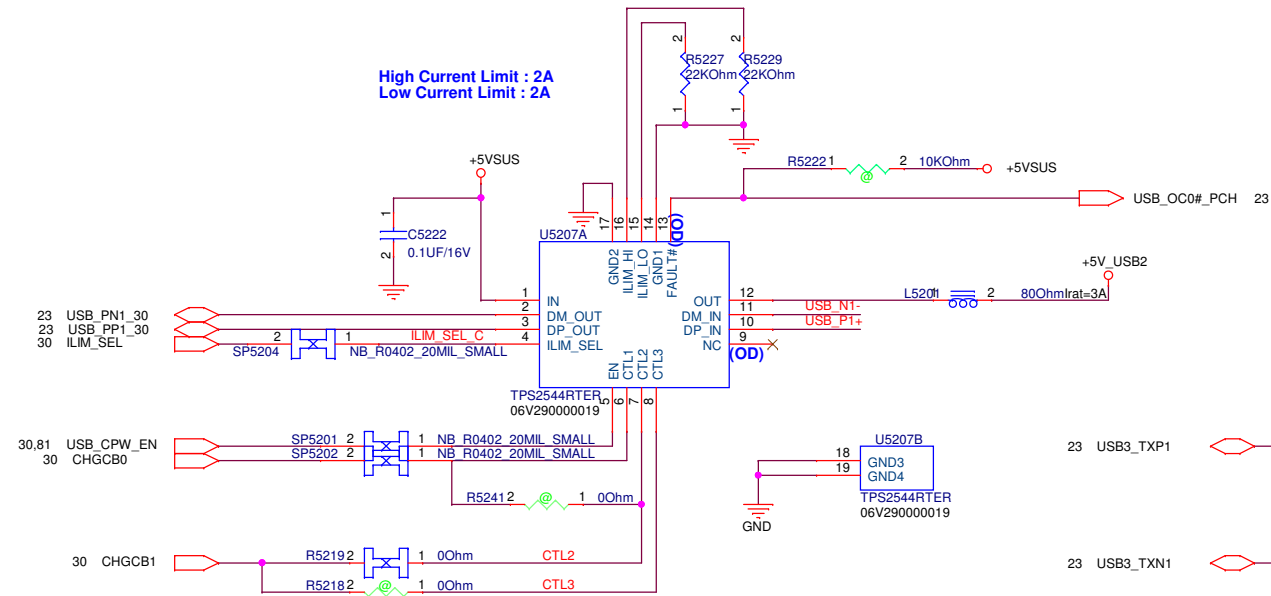 High Current Limit : 2A
Low Current Limit : 2A
2 2
R5227 R5229
22KOhm 22KOhm
1 1
+5VSUS
R5222 1 2 10KOhm +5VSUS
@
USB_OC0#_PCH 23
1
C5222
2 0.1UF/16V
17 16 15 14 13 (OD)
U5207A
GND2 ILIM_HI ILIM_LO GND1 FAULT#
+5V_USB2
1 IN OUT 12 L5201 1 2 80OhmIrat=3A
23 USB_PN1_30 2 DM_OUT DM_IN 11 USB_N1-
23 USB_PP1_30 3 DP_OUT DP_IN 10 USB_P1+
30 ILIM_SEL 2 1 ILIM_SEL_C 4 ILIM_SEL NC 9
SP5204 NB_R0402_20MIL_SMALL (OD)
EN CTL1 CTL2 CTL3
TPS2544RTER 5 6 7 8
06V290000019
30,81 USB_CPW_EN SP5201 2 1 NB_R0402_20MIL_SMALL
30 CHGCB0 SP5202 2 1 NB_R0402_20MIL_SMALL
U5207B
18 GND3
19 GND4
TPS2544RTER
06V290000019
GND
23 USB3_TXP1
R5241 2 @ 1 0Ohm
30 CHGCB1 R5219 2 1 0Ohm CTL2
R5218 2 @ 1 0Ohm CTL3
23 USB3_TXN1